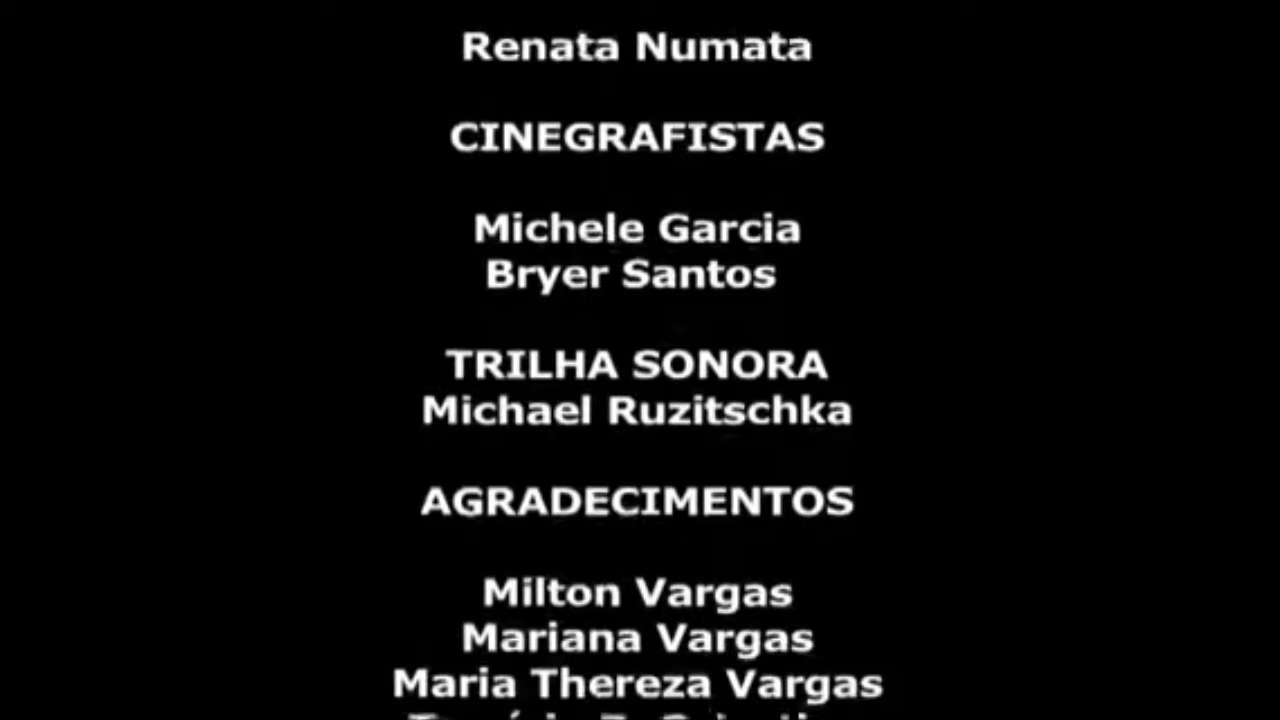 Renata Numata
CINEGRAFISTAS
Michele Garcia
Bryer Santos
TRILHA SONORA
Michael Ruzitschka
AGRADECIMENTOS
Milton Vargas
Mariana Vargas
Maria Thereza Vargas